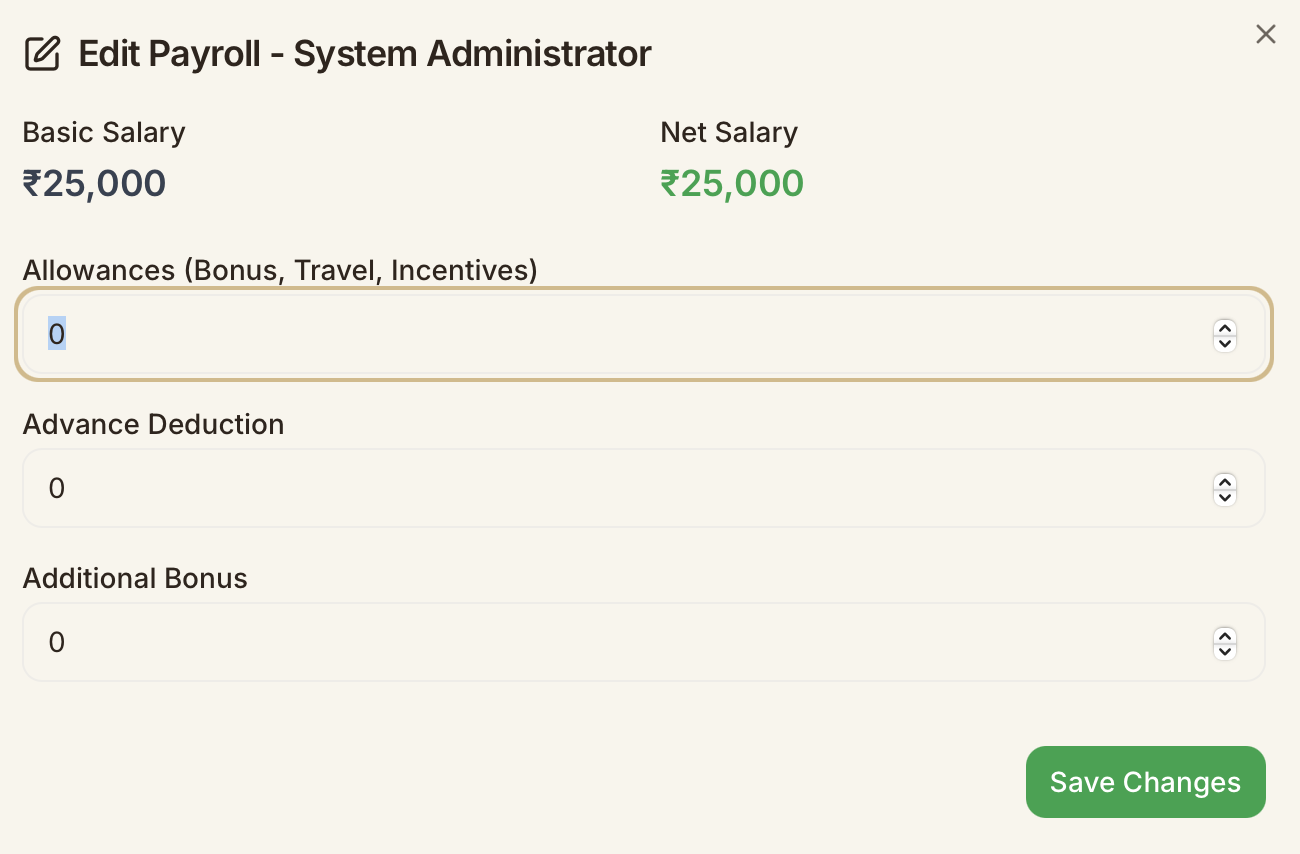 Edit Payroll - System Administrator
Basic Salary
₹25,000
Net Salary
₹25,000
Allowances (Bonus, Travel, Incentives)
0
Advance Deduction
0
Additional Bonus
0
Save Changes